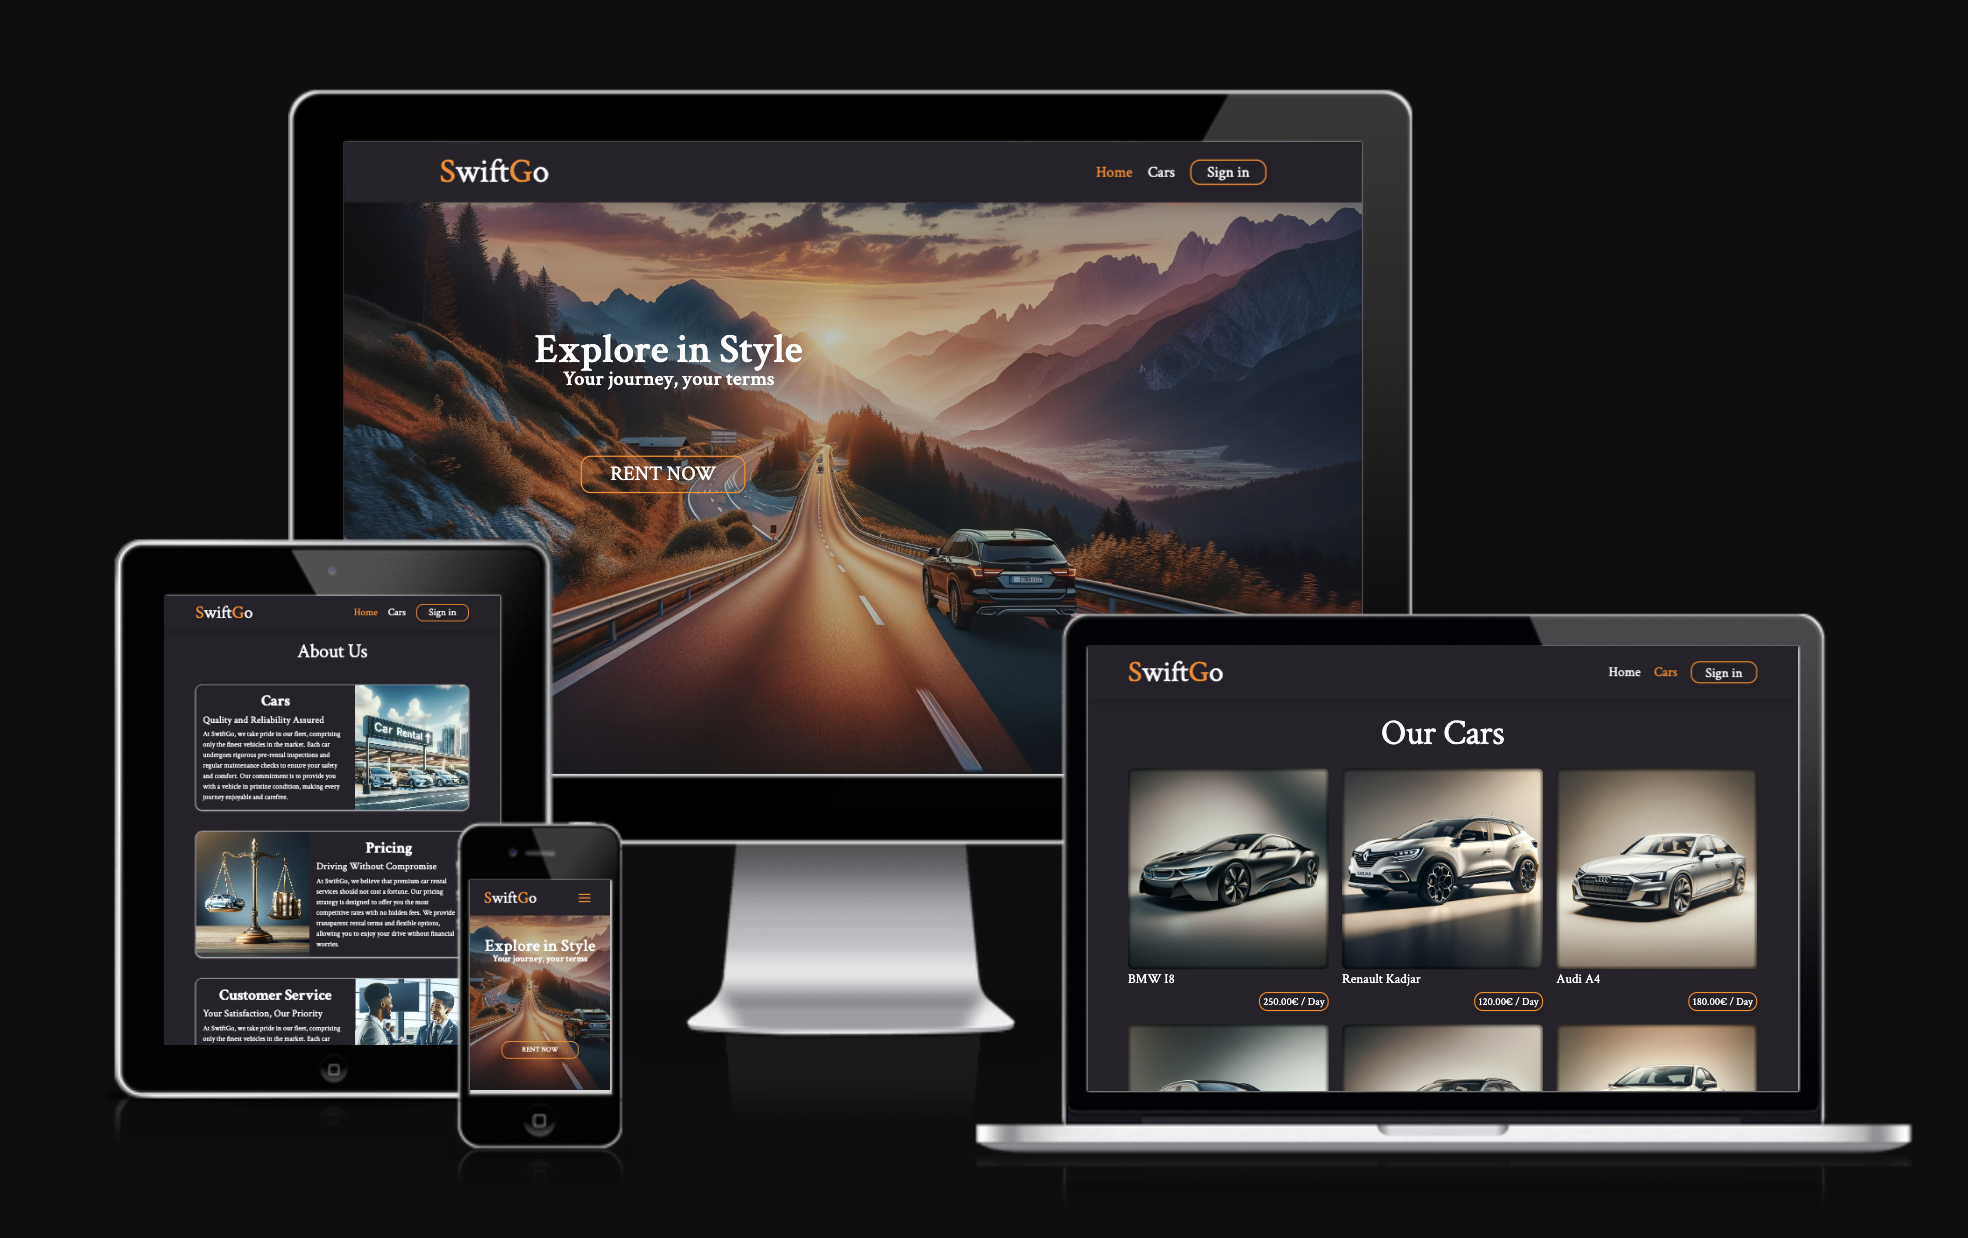 SwiftGo
Home Cars Sign in
Explore in Style
Your journey, your terms
RENT NOW
SwiftGo
Home Cars Sign in
About Us
Cars
Quality and Reliability Assured
At SwiftGo, we take pride in our fleet, comprising
only the finest vehicles in the market. Each car
undergoes rigorous pre-rental inspections and
regular maintenance checks to ensure your safety
and comfort. Our commitment is to provide you
with a vehicle in pristine condition, making every
journey enjoyable and carefree.
Car Rental
Pricing
Driving Without Compromise
At SwiftGo, we believe that premium car rental
services should not cost a fortune. Our pricing
strategy is designed to offer you the most
competitive rates with no hidden fees. We provide
transparent rental terms and flexible options,
allowing you to enjoy your drive without financial
worries.
Customer Service
Your Satisfaction, Our Priority
At SwiftGo, we take pride in our fleet, comprising
only the finest vehicles in the market. Each car
SwiftGo
Explore in Style
Your journey, your terms
RENT NOW
SwiftGo
Home Cars Sign in
Our Cars
BMW I8
250.00€ / Day
Renault Kadjar
120.00€ / Day
Audi A4
180.00€ / Day